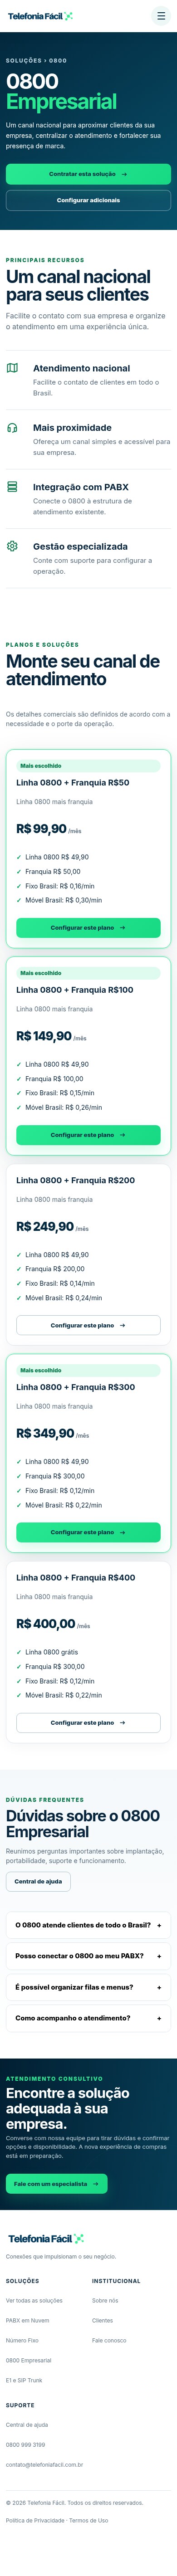 Telefonia Fácil
SOLUÇÕES › 0800
0800
Empresarial
Um canal nacional para aproximar clientes da sua
empresa, centralizar o atendimento e fortalecer sua
presença de marca.
Contratar esta solução →
Configurar adicionais
PRINCIPAIS RECURSOS
Um canal nacional
para seus clientes
Facilite o contato com sua empresa e organize
o atendimento em uma experiência única.
Atendimento nacional
Facilite o contato de clientes em todo o
Brasil.
Mais proximidade
Ofereça um canal simples e acessível para
sua empresa.
Integração com PABX
Conecte o 0800 à estrutura de
atendimento existente.
Gestão especializada
Conte com suporte para configurar a
operação.
PLANOS E SOLUÇÕES
Monte seu canal de
atendimento
Os detalhes comerciais são definidos de acordo com a
necessidade e o porte da operação.
Mais escolhido
Linha 0800 + Franquia R$50
Linha 0800 mais franquia
R$ 99,90 /mês
✓ Linha 0800 R$ 49,90
✓ Franquia R$ 50,00
✓ Fixo Brasil: R$ 0,16/min
✓ Móvel Brasil: R$ 0,30/min
Configurar este plano →
Mais escolhido
Linha 0800 + Franquia R$100
Linha 0800 mais franquia
R$ 149,90 /mês
✓ Linha 0800 R$ 49,90
✓ Franquia R$ 100,00
✓ Fixo Brasil: R$ 0,15/min
✓ Móvel Brasil: R$ 0,26/min
Configurar este plano →
Linha 0800 + Franquia R$200
Linha 0800 mais franquia
R$ 249,90 /mês
✓ Linha 0800 R$ 49,90
✓ Franquia R$ 200,00
✓ Fixo Brasil: R$ 0,14/min
✓ Móvel Brasil: R$ 0,24/min
Configurar este plano →
Mais escolhido
Linha 0800 + Franquia R$300
Linha 0800 mais franquia
R$ 349,90 /mês
✓ Linha 0800 R$ 49,90
✓ Franquia R$ 300,00
✓ Fixo Brasil: R$ 0,12/min
✓ Móvel Brasil: R$ 0,22/min
Configurar este plano →
Linha 0800 + Franquia R$400
Linha 0800 mais franquia
R$ 400,00 /mês
✓ Linha 0800 grátis
✓ Franquia R$ 300,00
✓ Fixo Brasil: R$ 0,12/min
✓ Móvel Brasil: R$ 0,22/min
Configurar este plano →
DÚVIDAS FREQUENTES
Dúvidas sobre o 0800
Empresarial
Reunimos perguntas importantes sobre implantação,
portabilidade, suporte e funcionamento.
Central de ajuda
O 0800 atende clientes de todo o Brasil? +
Posso conectar o 0800 ao meu PABX? +
É possível organizar filas e menus? +
Como acompanho o atendimento? +
ATENDIMENTO CONSULTIVO
Encontre a solução
adequada à sua
empresa.
Converse com nossa equipe para tirar dúvidas e confirmar
opções e disponibilidade. A nova experiência de compras
está em preparação.
Fale com um especialista →
Telefonia Fácil
Conexões que impulsionam o seu negócio.
SOLUÇÕES
Ver todas as soluções
PABX em Nuvem
Número Fixo
0800 Empresarial
E1 e SIP Trunk
INSTITUCIONAL
Sobre nós
Clientes
Fale conosco
SUPORTE
Central de ajuda
0800 999 3199
contato@telefoniafacil.com.br
© 2026 Telefonia Fácil. Todos os direitos reservados.
Política de Privacidade · Termos de Uso